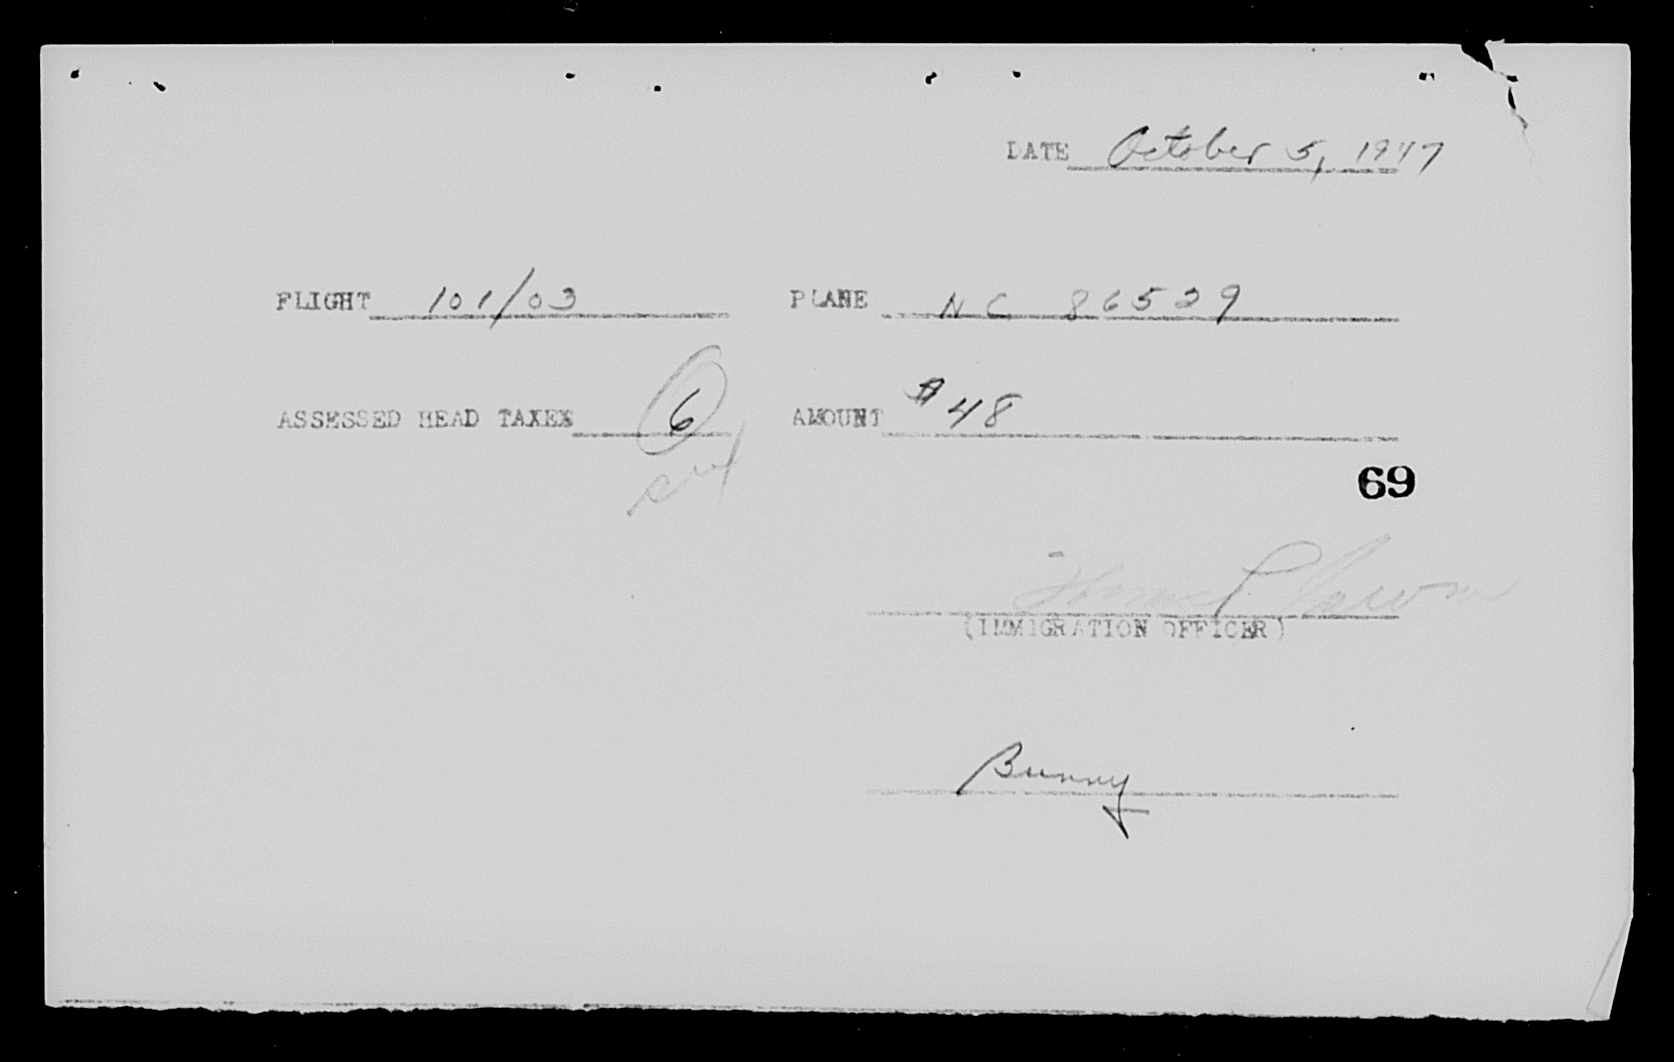 DATE October 5, 1947
FLIGHT 101/03 PLANE NC 86529
ASSESSED HEAD TAXES 6 AMOUNT $48
six
69
(IMMIGRATION OFFICER)
Bunny